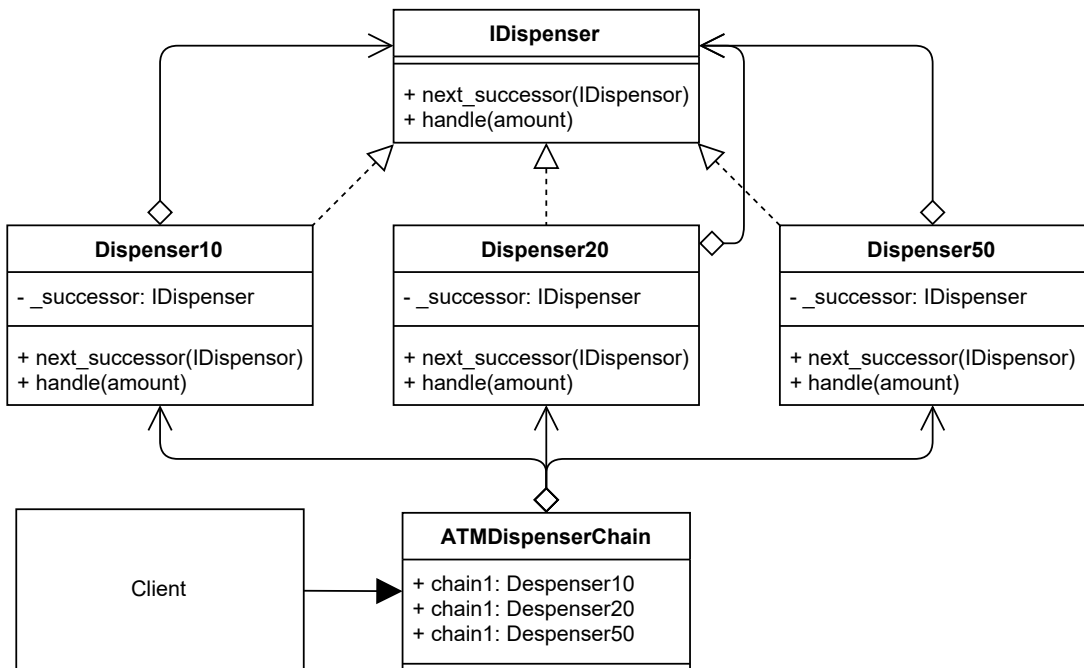 IDispenser
+ next_successor(IDispensor)
+ handle(amount)
Dispenser10
- _successor: IDispenser
+ next_successor(IDispensor)
+ handle(amount)
Dispenser20
- _successor: IDispenser
+ next_successor(IDispensor)
+ handle(amount)
Dispenser50
- _successor: IDispenser
+ next_successor(IDispensor)
+ handle(amount)
Client
ATMDispenserChain
+ chain1: Despenser10
+ chain1: Despenser20
+ chain1: Despenser50